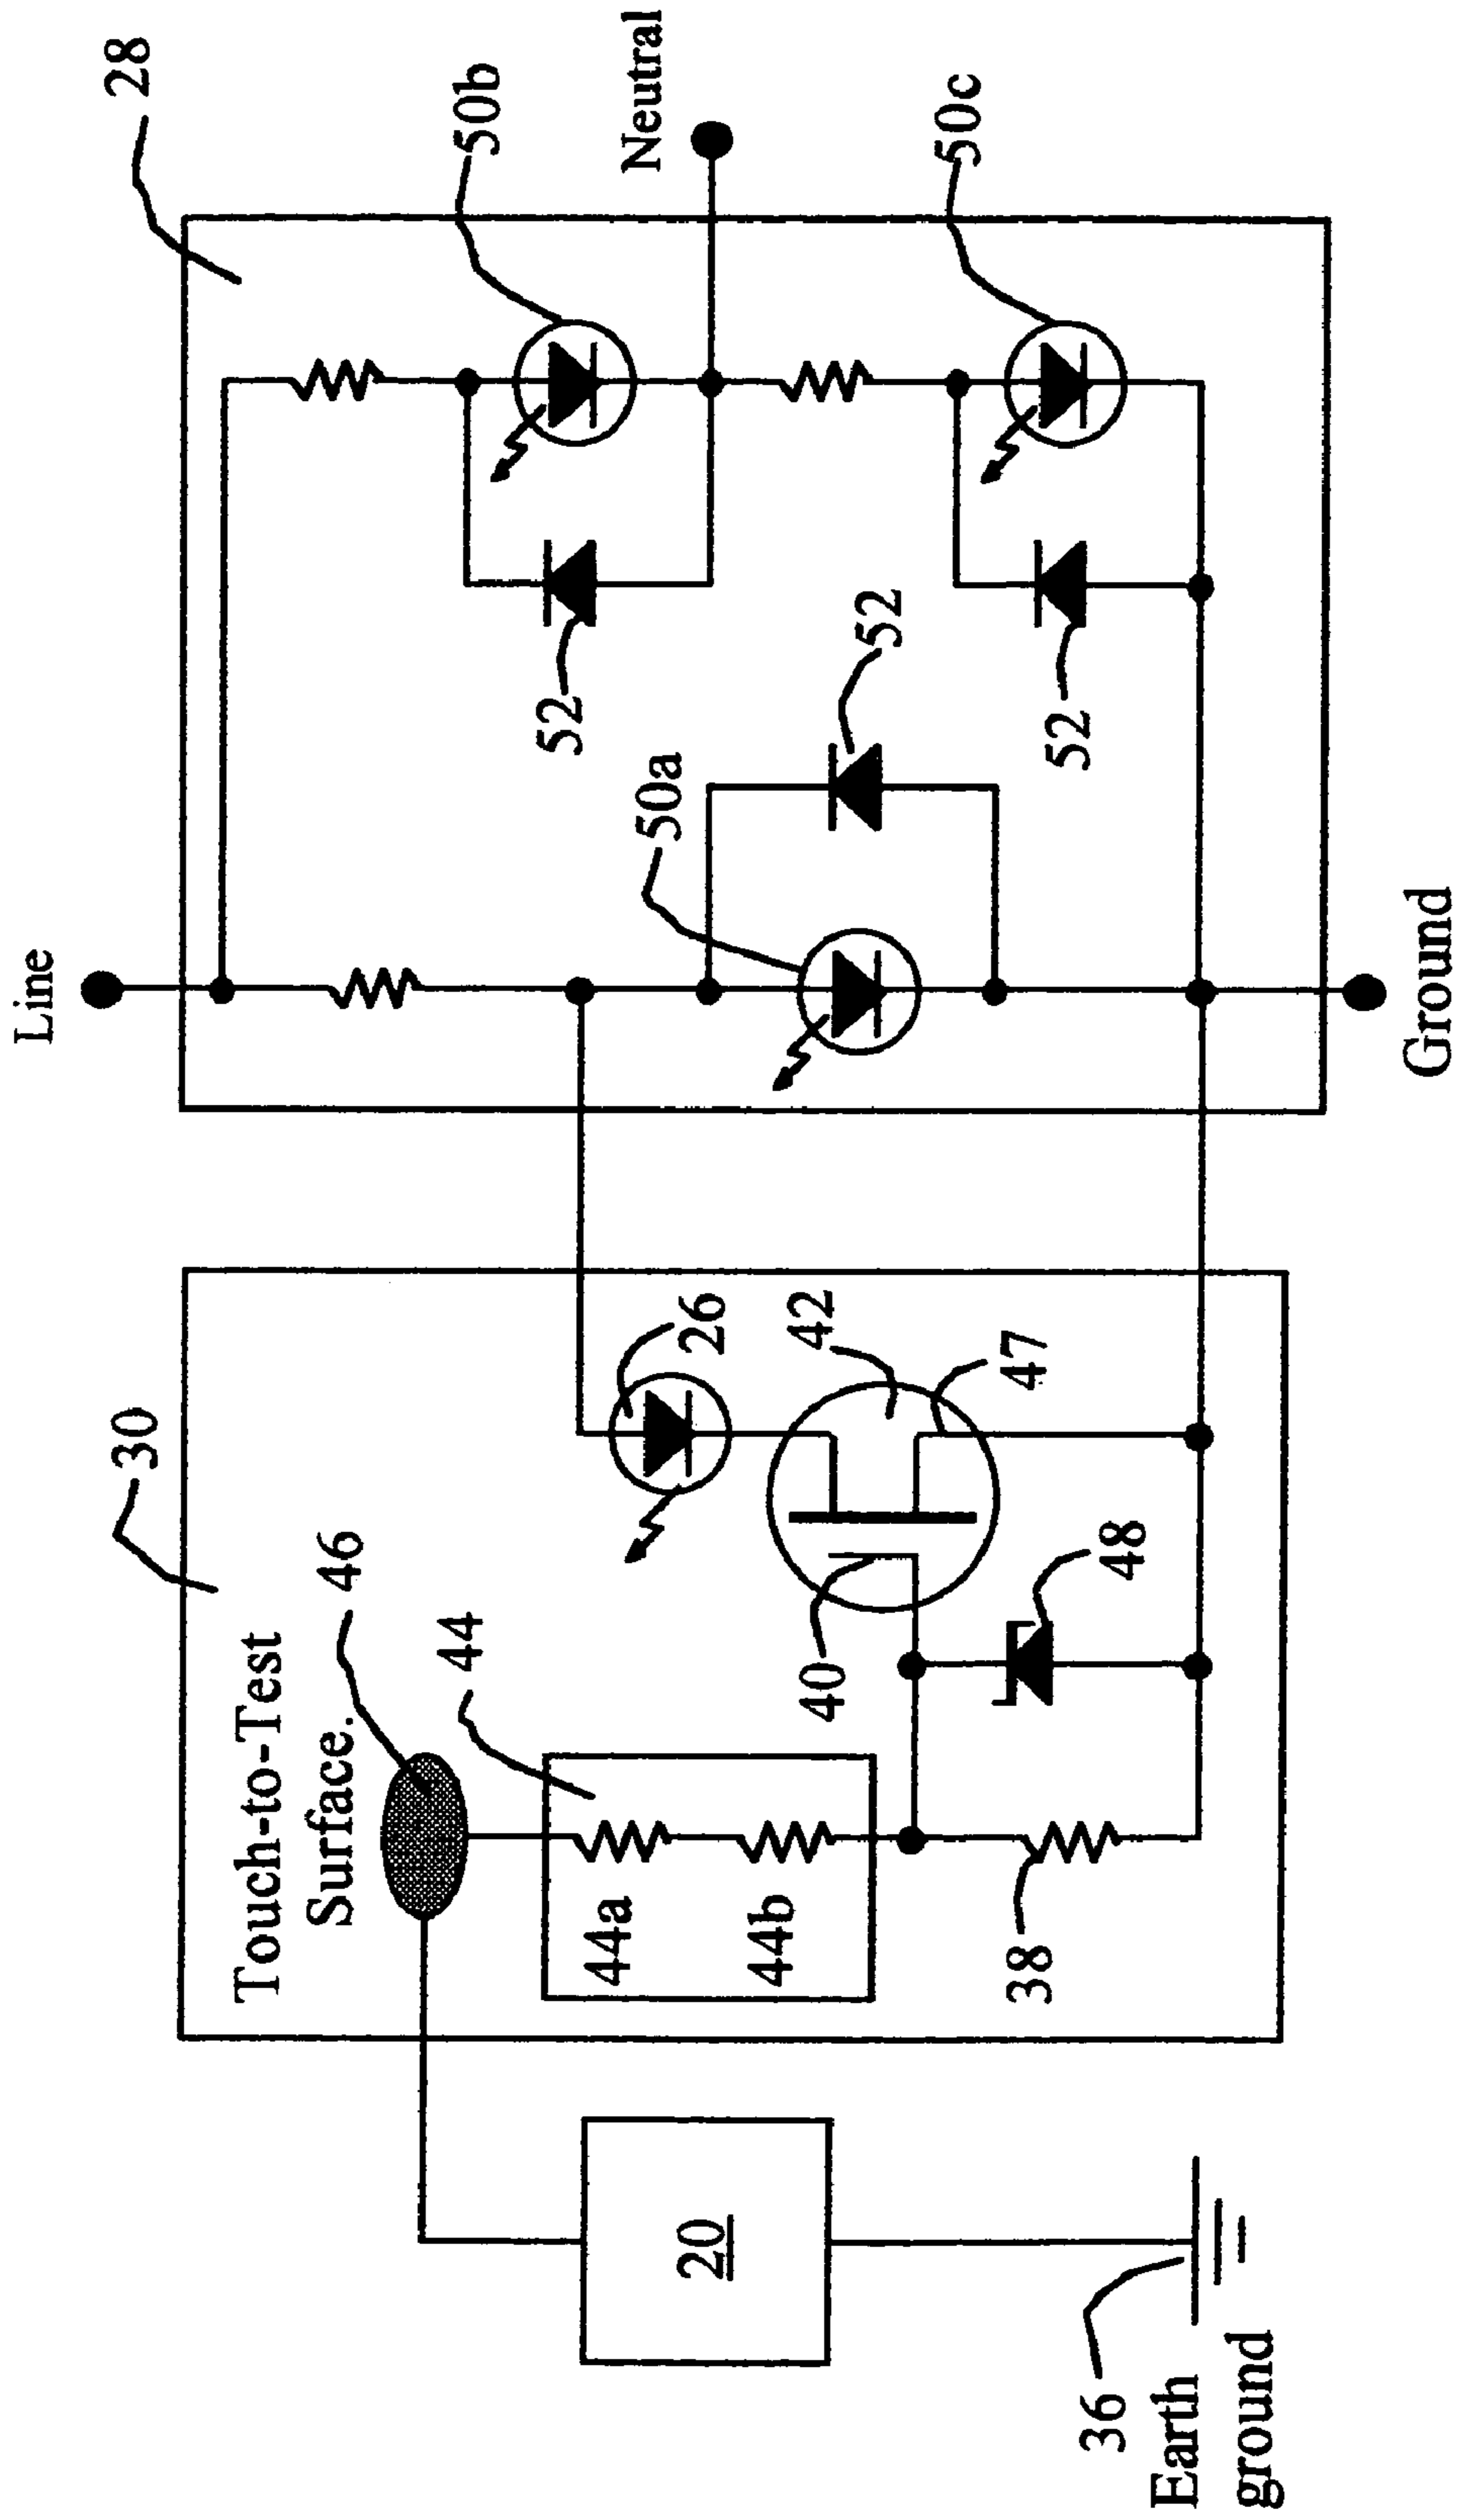 Line
28
50b
Neutral
50c
52
52
52
50a
Ground
30
Touch-to-Test
Surface.
46
44
44a
44b
26
42
47
40
48
38
20
36
Earth
ground